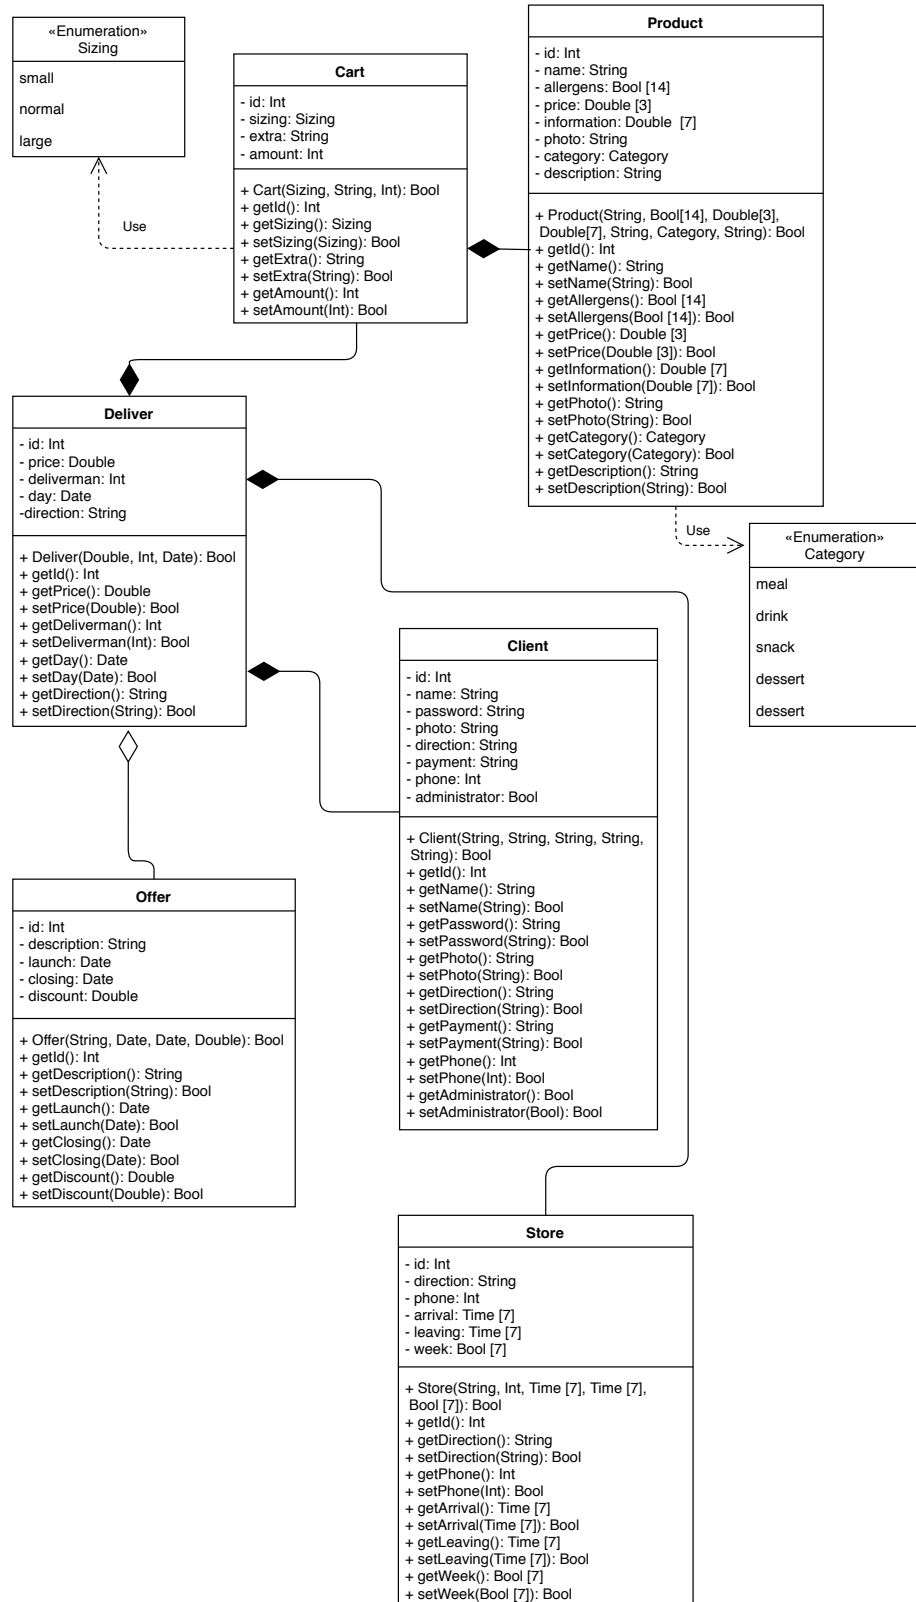 «Enumeration»
Sizing
small
normal
large
Use
Cart
- id: Int
- sizing: Sizing
- extra: String
- amount: Int
+ Cart(Sizing, String, Int): Bool
+ getId(): Int
+ getSizing(): Sizing
+ setSizing(Sizing): Bool
+ getExtra(): String
+ setExtra(String): Bool
+ getAmount(): Int
+ setAmount(Int): Bool
Product
- id: Int
- name: String
- allergens: Bool [14]
- price: Double [3]
- information: Double [7]
- photo: String
- category: Category
- description: String
+ Product(String, Bool[14], Double[3],
Double[7], String, Category, String): Bool
+ getId(): Int
+ getName(): String
+ setName(String): Bool
+ getAllergens(): Bool [14]
+ setAllergens(Bool [14]): Bool
+ getPrice(): Double [3]
+ setPrice(Double [3]): Bool
+ getInformation(): Double [7]
+ setInformation(Double [7]): Bool
+ getPhoto(): String
+ setPhoto(String): Bool
+ getCategory(): Category
+ setCategory(Category): Bool
+ getDescription(): String
+ setDescription(String): Bool
Use
«Enumeration»
Category
meal
drink
snack
dessert
dessert
Deliver
- id: Int
- price: Double
- deliverman: Int
- day: Date
-direction: String
+ Deliver(Double, Int, Date): Bool
+ getId(): Int
+ getPrice(): Double
+ setPrice(Double): Bool
+ getDeliverman(): Int
+ setDeliverman(Int): Bool
+ getDay(): Date
+ setDay(Date): Bool
+ getDirection(): String
+ setDirection(String): Bool
Client
- id: Int
- name: String
- password: String
- photo: String
- direction: String
- payment: String
- phone: Int
- administrator: Bool
+ Client(String, String, String, String,
String): Bool
+ getId(): Int
+ getName(): String
+ setName(String): Bool
+ getPassword(): String
+ setPassword(String): Bool
+ getPhoto(): String
+ setPhoto(String): Bool
+ getDirection(): String
+ setDirection(String): Bool
+ getPayment(): String
+ setPayment(String): Bool
+ getPhone(): Int
+ setPhone(Int): Bool
+ getAdministrator(): Bool
+ setAdministrator(Bool): Bool
Offer
- id: Int
- description: String
- launch: Date
- closing: Date
- discount: Double
+ Offer(String, Date, Date, Double): Bool
+ getId(): Int
+ getDescription(): String
+ setDescription(String): Bool
+ getLaunch(): Date
+ setLaunch(Date): Bool
+ getClosing(): Date
+ setClosing(Date): Bool
+ getDiscount(): Double
+ setDiscount(Double): Bool
Store
- id: Int
- direction: String
- phone: Int
- arrival: Time [7]
- leaving: Time [7]
- week: Bool [7]
+ Store(String, Int, Time [7], Time [7],
Bool [7]): Bool
+ getId(): Int
+ getDirection(): String
+ setDirection(String): Bool
+ getPhone(): Int
+ setPhone(Int): Bool
+ getArrival(): Time [7]
+ setArrival(Time [7]): Bool
+ getLeaving(): Time [7]
+ setLeaving(Time [7]): Bool
+ getWeek(): Bool [7]
+ setWeek(Bool [7]): Bool